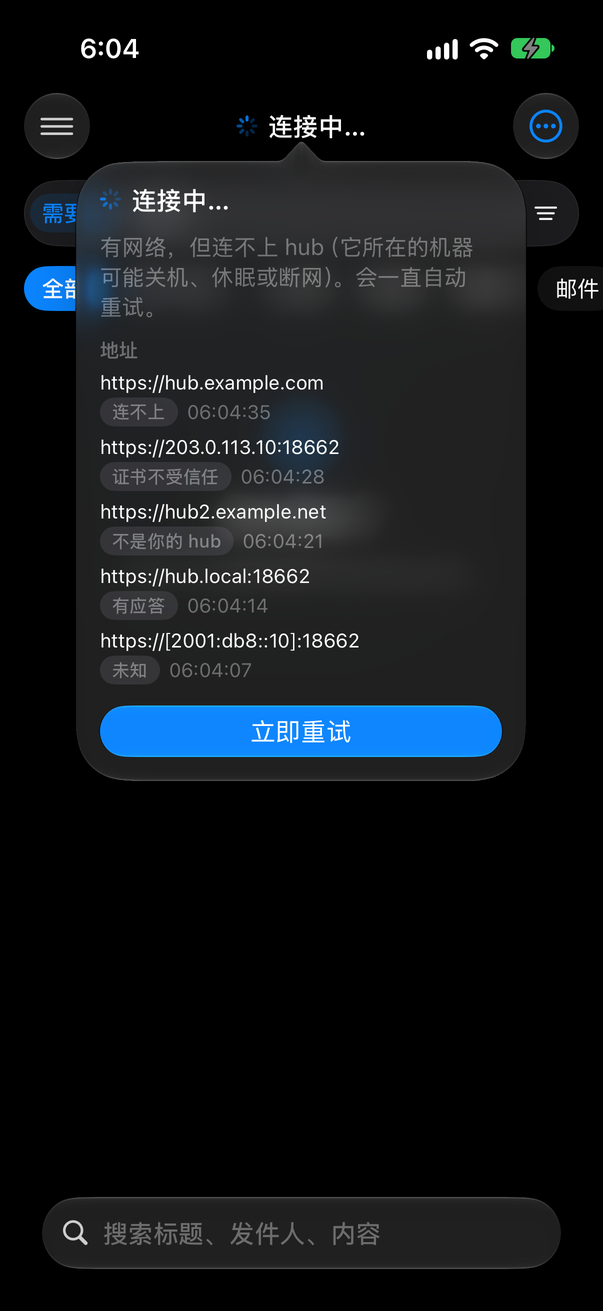 6:04
连接中...
需要
全部
邮件
连接中...
有网络，但连不上 hub (它所在的机器
可能关机、休眠或断网)。会一直自动
重试。
地址
https://hub.example.com
连不上 06:04:35
https://203.0.113.10:18662
证书不受信任 06:04:28
https://hub2.example.net
不是你的 hub 06:04:21
https://hub.local:18662
有应答 06:04:14
https://[2001:db8::10]:18662
未知 06:04:07
立即重试
搜索标题、发件人、内容